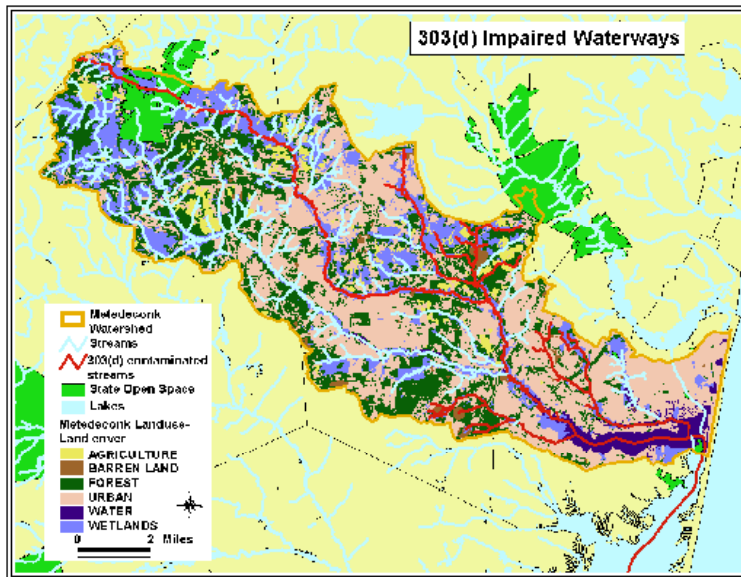 303(d) Impaired Waterways
Metedeconk
Watershed
Streams
303(d) contaminated
streams
State Open Space
Lakes
Metedeconk Landuse-
Land cover
AGRICULTURE
BARREN LAND
FOREST
URBAN
WATER
WETLANDS
0 2 Miles